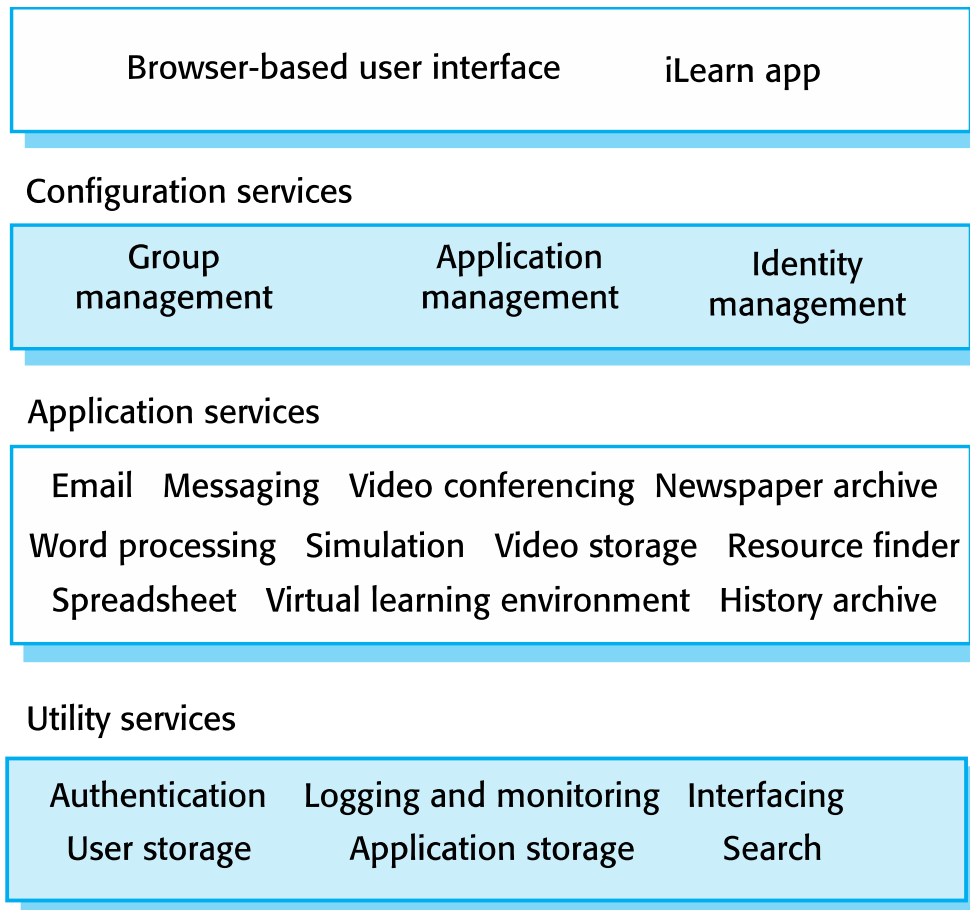 Browser-based user interface iLearn app
Configuration services
Group management Application management Identity management
Application services
Email Messaging Video conferencing Newspaper archive
Word processing Simulation Video storage Resource finder
Spreadsheet Virtual learning environment History archive
Utility services
Authentication Logging and monitoring Interfacing
User storage Application storage Search